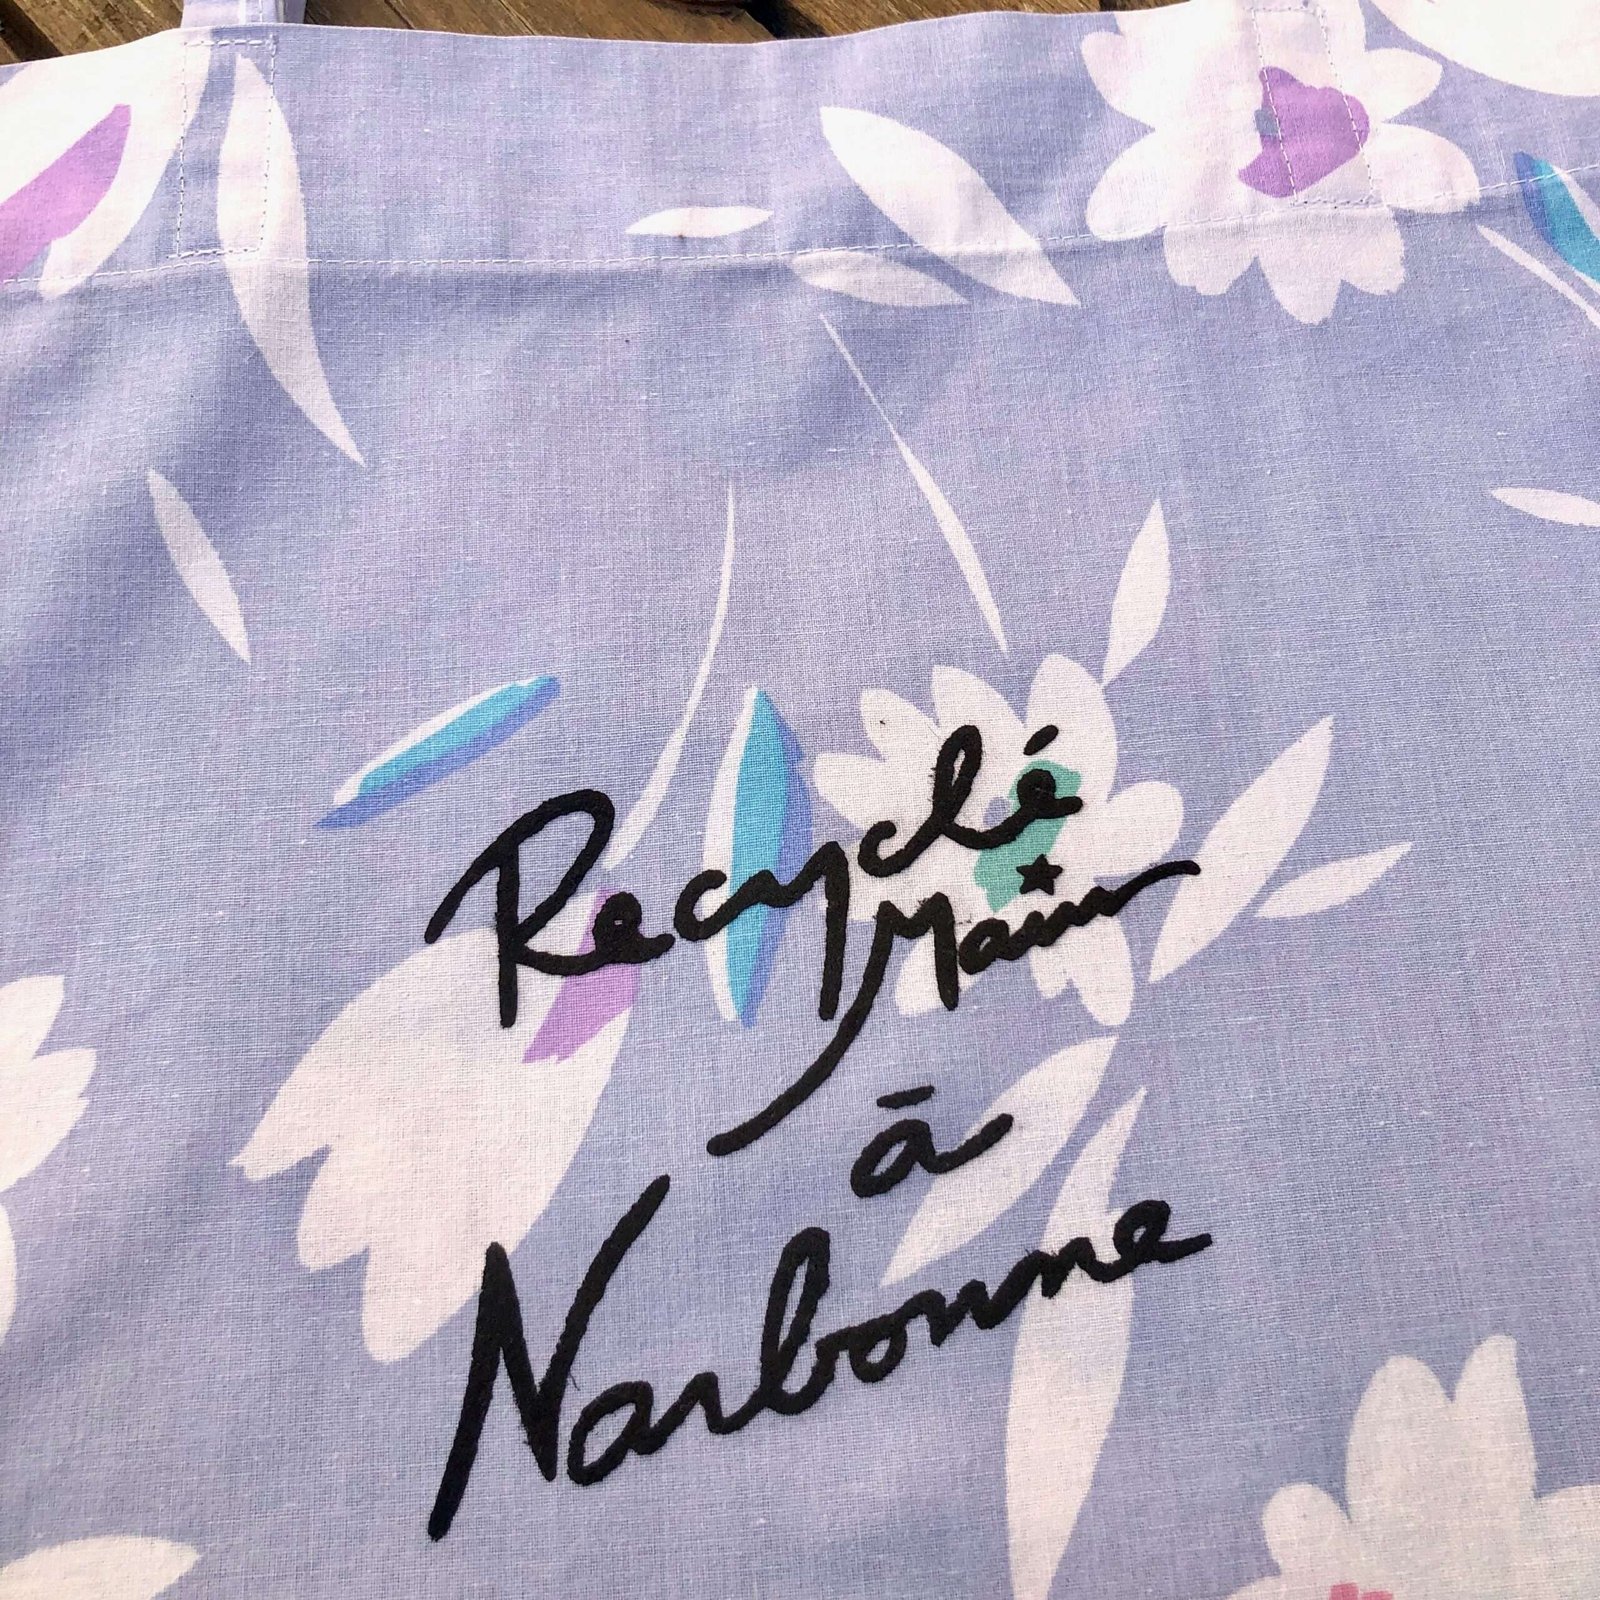 Recyclé
Main
à
Narbonne